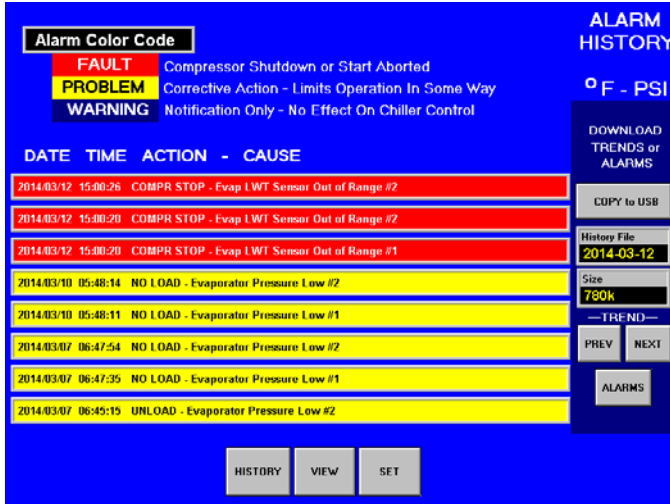 Alarm Color Code
FAULT Compressor Shutdown or Start Aborted
PROBLEM Corrective Action - Limits Operation In Some Way
WARNING Notification Only - No Effect On Chiller Control
DATE TIME ACTION - CAUSE
2014/03/12 15:00:26 COMPR STOP - Evap LWT Sensor Out of Range #2
2014/03/12 15:00:20 COMPR STOP - Evap LWT Sensor Out of Range #2
2014/03/12 15:00:20 COMPR STOP - Evap LWT Sensor Out of Range #1
2014/03/10 05:48:14 NO LOAD - Evaporator Pressure Low #2
2014/03/10 05:48:11 NO LOAD - Evaporator Pressure Low #1
2014/03/07 06:47:54 NO LOAD - Evaporator Pressure Low #2
2014/03/07 06:47:35 NO LOAD - Evaporator Pressure Low #1
2014/03/07 06:45:15 UNLOAD - Evaporator Pressure Low #2
HISTORY VIEW SET
ALARM
HISTORY
°F - PSI
DOWNLOAD
TRENDS or
ALARMS
COPY to USB
History File
2014-03-12
Size
780k
—TREND—
PREV NEXT
ALARMS